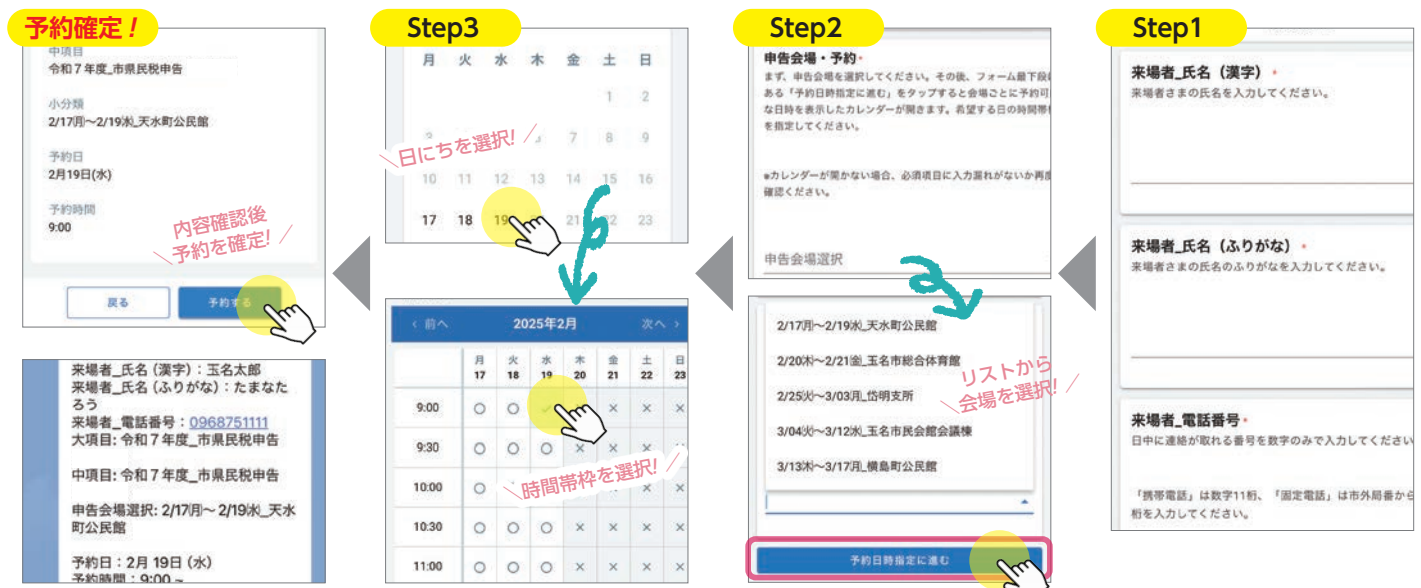 Step1
来場者_氏名（漢字）・
来場者さまの氏名を入力してください。
来場者_氏名（ふりがな）・
来場者さまの氏名のふりがなを入力してください。
来場者_電話番号・
日中に連絡が取れる番号を数字のみで入力してください
「携帯電話」は数字11桁、「固定電話」は市外局番から
桁を入力してください。
Step2
申告会場・予約・
まず、申告会場を選択してください。その後、フォーム最下段
ある「予約日時指定に進む」をタップすると会場ごとに予約可
な日時を表示したカレンダーが開きます。希望する日の時間帯
を指定してください。
※カレンダーが開かない場合、必須項目に入力漏れがないか再度
確認ください。
申告会場選択
2/17㈪～2/19㈬_天水町公民館
2/20㈭～2/21㈮_玉名市総合体育館
2/25㈫～3/03㈪_岱明支所
3/04㈫～3/12㈬_玉名市民会館会議棟
3/13㈭～3/17㈪_横島町公民館
リストから
会場を選択!
予約日時指定に進む
Step3
月 火 水 木 金 土 日
1 2
7 8 9
10 11 12 13 14 15 16
17 18 19 21 22 23
日にちを選択!
< 前へ 2025年2月 次へ >
月 火 水 木 金 土 日
17 18 19 20 21 22 23
9:00 ○ ○ × × ×
9:30 ○ ○ ○ × ×
10:00 ○ × ×
10:30 ○ ○ ○ × × × ×
11:00 ○ ○ ○ × × × ×
時間帯枠を選択!
予約確定！
中項目
令和７年度_市県民税申告
小分類
2/17㈪～2/19㈬_天水町公民館
予約日
2月19日(水)
予約時間
9:00
内容確認後
予約を確定!
戻る 予約する
来場者_氏名（漢字）：玉名太郎
来場者_氏名（ふりがな）：たまなた
ろう
来場者_電話番号：0968751111
大項目: 令和７年度_市県民税申告
中項目: 令和７年度_市県民税申告
申告会場選択: 2/17㈪～ 2/19㈬_天水
町公民館
予約日：2月 19日（水）
予約時間：9:00 ~